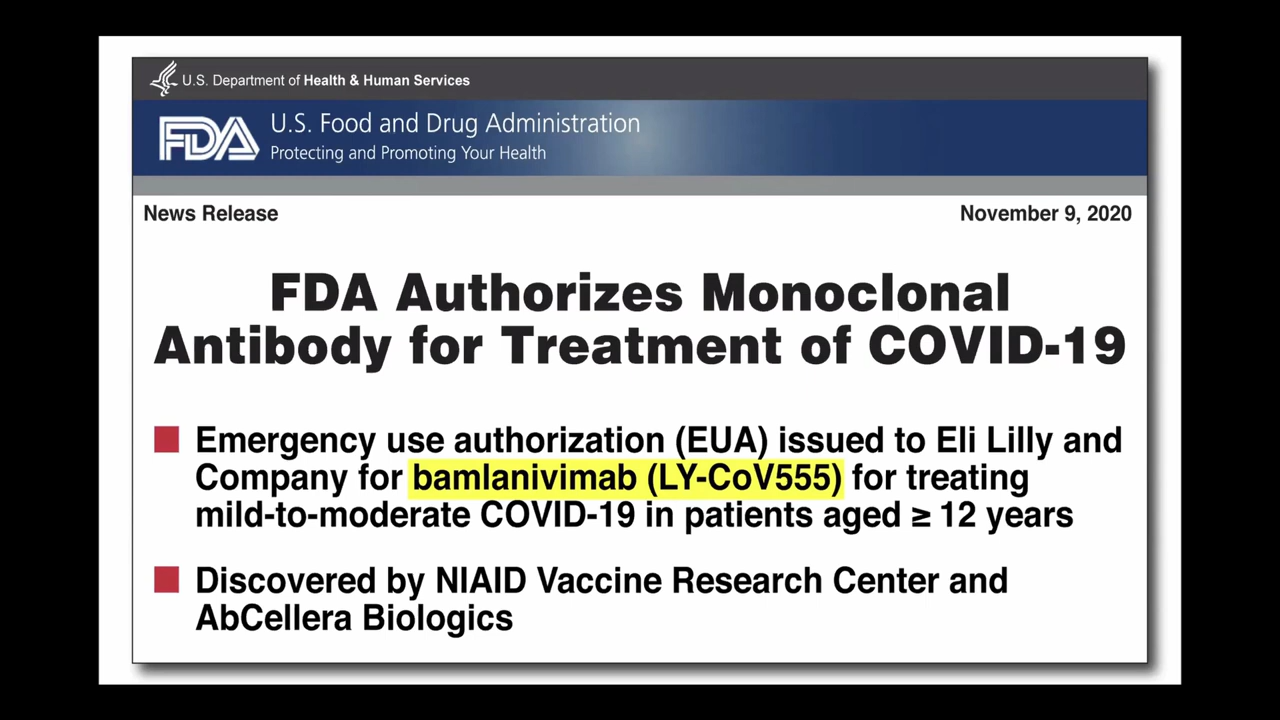 U.S. Department of Health & Human Services
FDA U.S. Food and Drug Administration
Protecting and Promoting Your Health
News Release November 9, 2020
FDA Authorizes Monoclonal
Antibody for Treatment of COVID-19
■ Emergency use authorization (EUA) issued to Eli Lilly and
Company for bamlanivimab (LY-CoV555) for treating
mild-to-moderate COVID-19 in patients aged ≥ 12 years
■ Discovered by NIAID Vaccine Research Center and
AbCellera Biologics